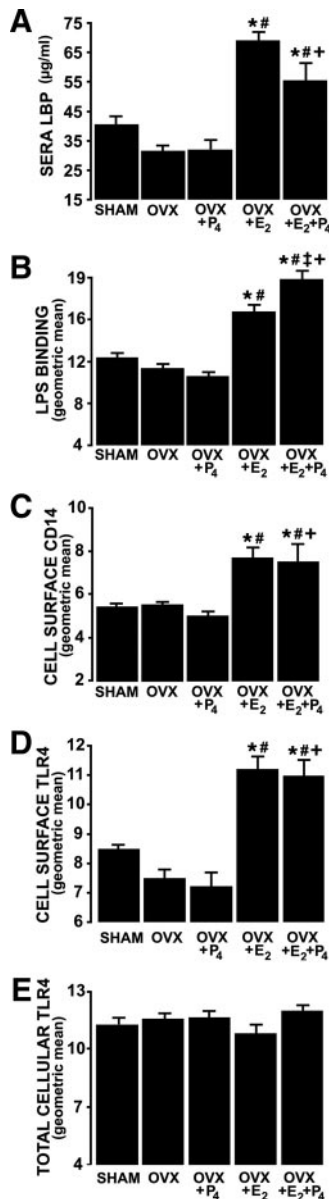 A
SERA LBP
(µg/ml)
75
65
55
45
35
25
15
*#
*#+
SHAM OVX OVX OVX OVX
+P4 +E2 +E2+P4
B
LPS BINDING
(geometric mean)
19
16
12
8
4
*#
*#‡+
SHAM OVX OVX OVX OVX
+P4 +E2 +E2+P4
C
CELL SURFACE CD14
(geometric mean)
10
8
6
4
2
*#
*#+
SHAM OVX OVX OVX OVX
+P4 +E2 +E2+P4
D
CELL SURFACE TLR4
(geometric mean)
12
11
10
9
8
7
6
*#
*#+
SHAM OVX OVX OVX OVX
+P4 +E2 +E2+P4
E
TOTAL CELLULAR TLR4
(geometric mean)
13
11
7
4
SHAM OVX OVX OVX OVX
+P4 +E2 +E2+P4